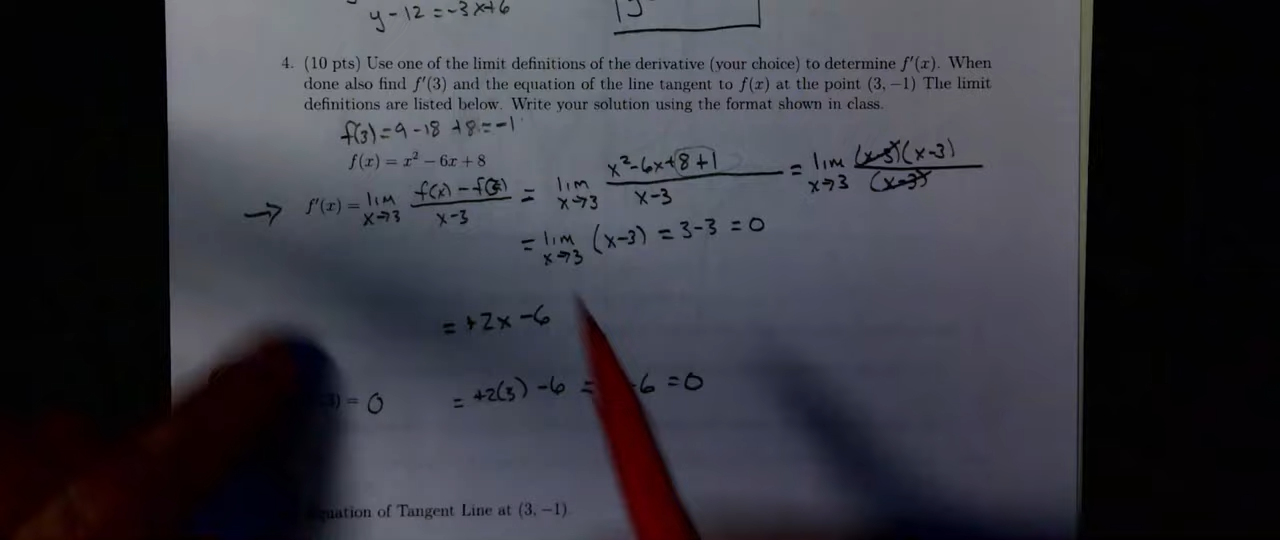 y - 12 = -3x+6
4. (10 pts) Use one of the limit definitions of the derivative (your choice) to determine f'(x). When
done also find f'(3) and the equation of the line tangent to f(x) at the point (3, −1) The limit
definitions are listed below. Write your solution using the format shown in class.
f(3) = 9 - 18 + 8 = -1
f(x) = x² − 6x + 8
→ f'(x) = lim x→3 f(x) - f(3) / x-3 = lim x→3 x²-6x+8+1 / x-3 = lim x→3 (x-3)(x-3) / (x-3)
= lim x→3 (x-3) = 3-3 = 0
= +2x - 6
) = 0 = +2(3) - 6 = -6 = 0
Equation of Tangent Line at (3, −1)